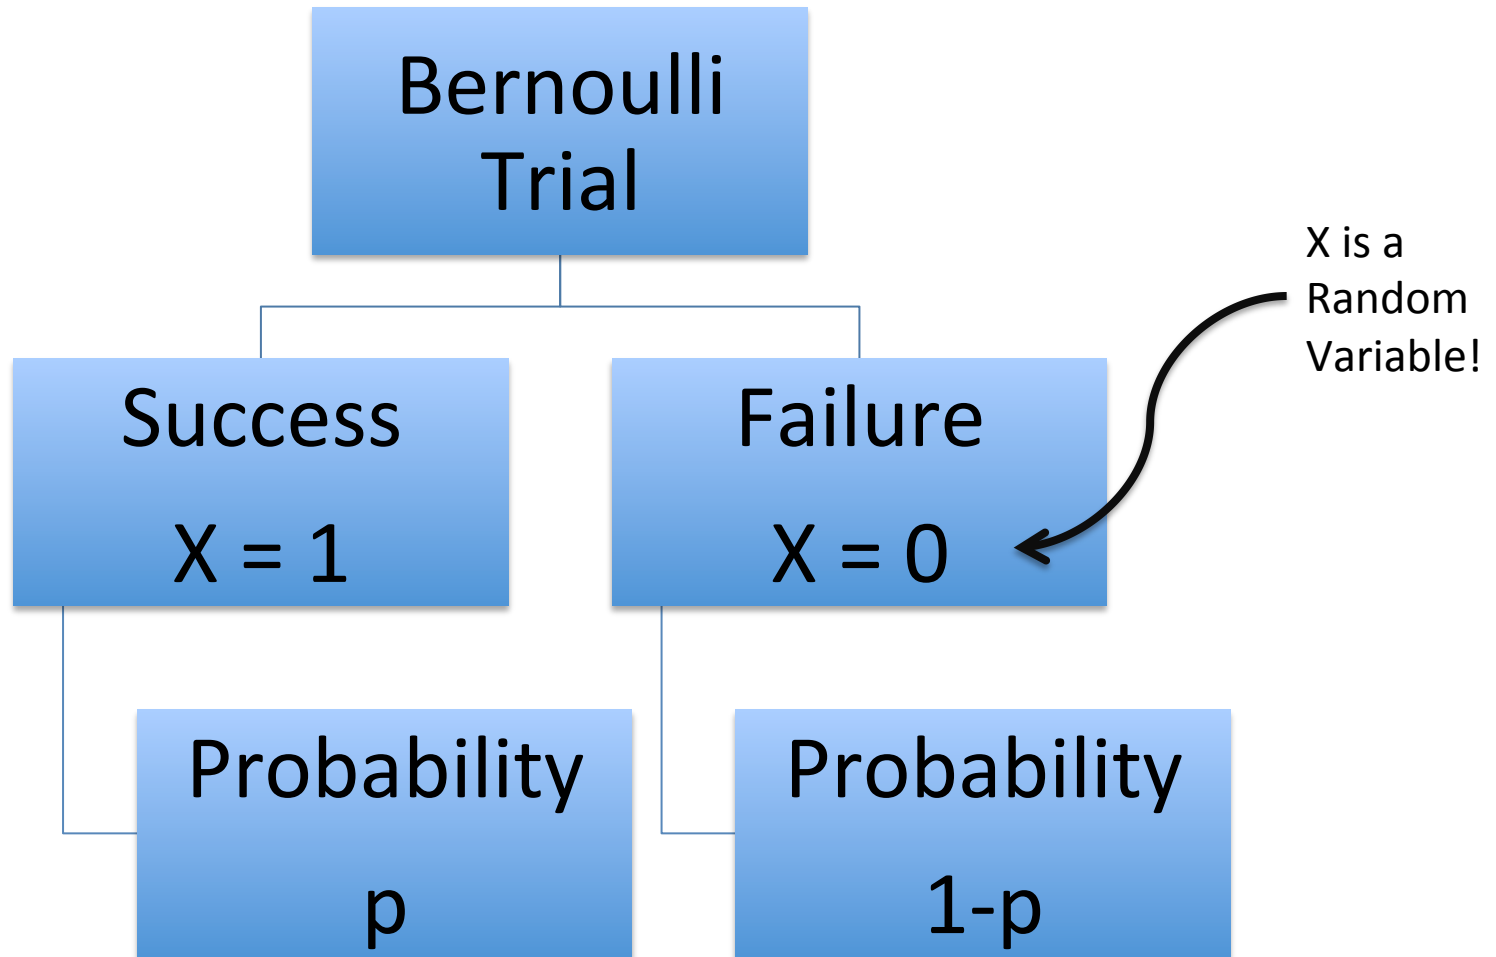 Bernoulli
Trial
X is a
Random
Variable!
Success
X = 1
Failure
X = 0
Probability
p
Probability
1-p